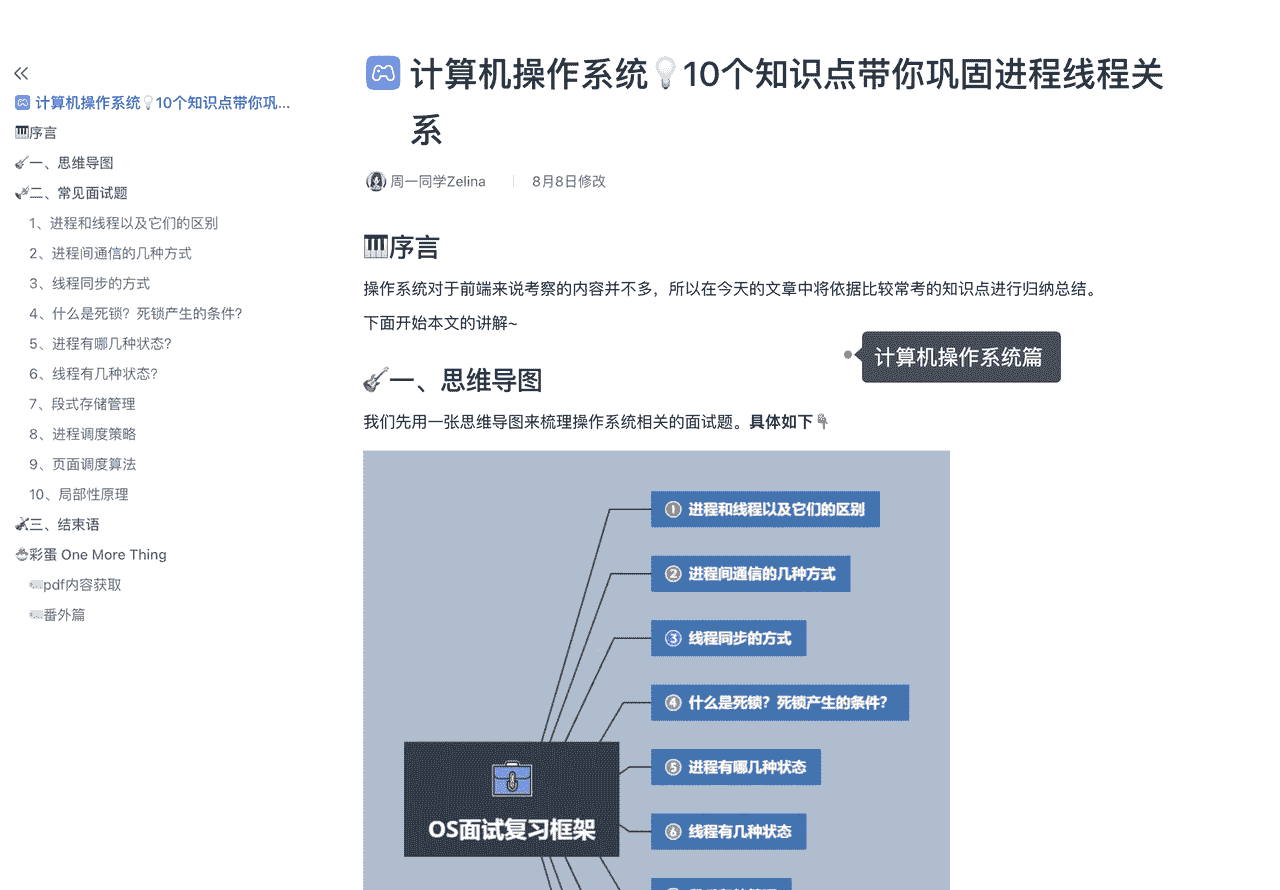 计算机操作系统💡10个知识点带你巩...
序言
一、思维导图
二、常见面试题
1、进程和线程以及它们的区别
2、进程间通信的几种方式
3、线程同步的方式
4、什么是死锁？死锁产生的条件？
5、进程有哪几种状态？
6、线程有几种状态？
7、段式存储管理
8、进程调度策略
9、页面调度算法
10、局部性原理
三、结束语
彩蛋 One More Thing
pdf内容获取
番外篇
计算机操作系统💡10个知识点带你巩固进程线程关
系
周一同学Zelina
8月8日修改
序言
操作系统对于前端来说考察的内容并不多，所以在今天的文章中将依据比较常考的知识点进行归纳总结。
下面开始本文的讲解~
计算机操作系统篇
一、思维导图
我们先用一张思维导图来梳理操作系统相关的面试题。具体如下👇
① 进程和线程以及它们的区别
② 进程间通信的几种方式
③ 线程同步的方式
④ 什么是死锁？死锁产生的条件？
⑤ 进程有哪几种状态
⑥ 线程有几种状态
OS面试复习框架